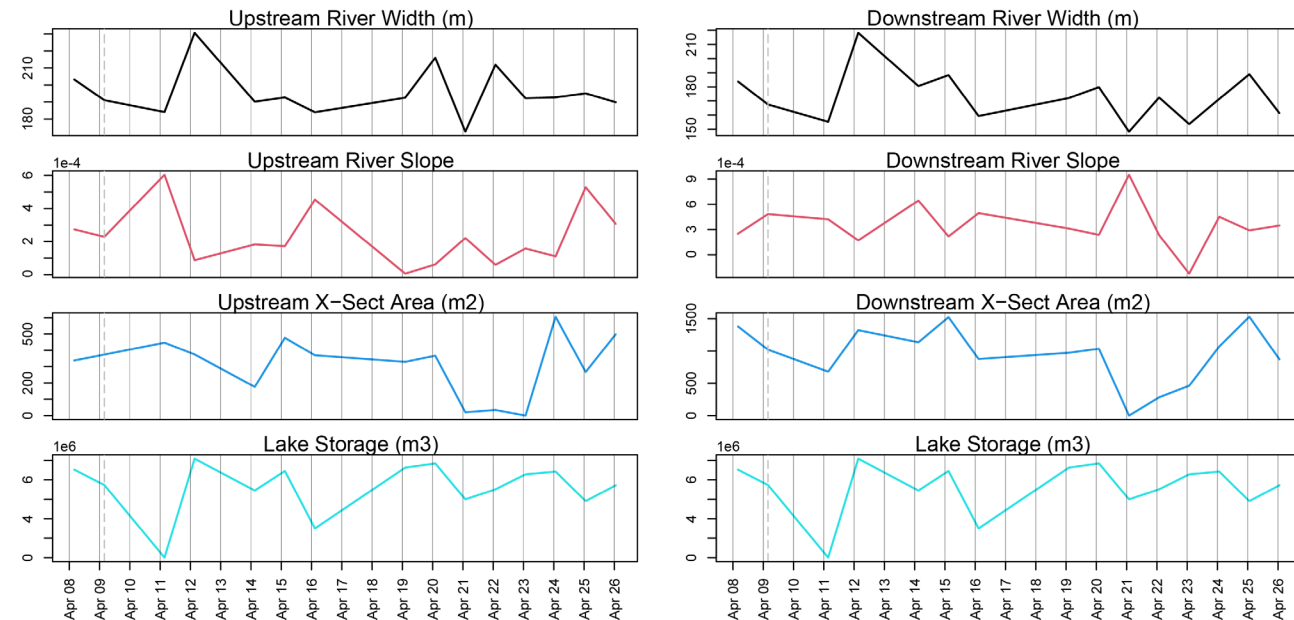 Upstream River Width (m)
180 210
Upstream River Slope
1e-4
0 2 4 6
Upstream X−Sect Area (m2)
0 200 500
Lake Storage (m3)
1e6
0 4 6
Apr 08 Apr 09 Apr 10 Apr 11 Apr 12 Apr 13 Apr 14 Apr 15 Apr 16 Apr 17 Apr 18 Apr 19 Apr 20 Apr 21 Apr 22 Apr 23 Apr 24 Apr 25 Apr 26
Downstream River Width (m)
150 180 210
Downstream River Slope
1e-4
0 3 6 9
Downstream X−Sect Area (m2)
0 500 1500
Lake Storage (m3)
1e6
0 4 6
Apr 08 Apr 09 Apr 10 Apr 11 Apr 12 Apr 13 Apr 14 Apr 15 Apr 16 Apr 17 Apr 18 Apr 19 Apr 20 Apr 21 Apr 22 Apr 23 Apr 24 Apr 25 Apr 26